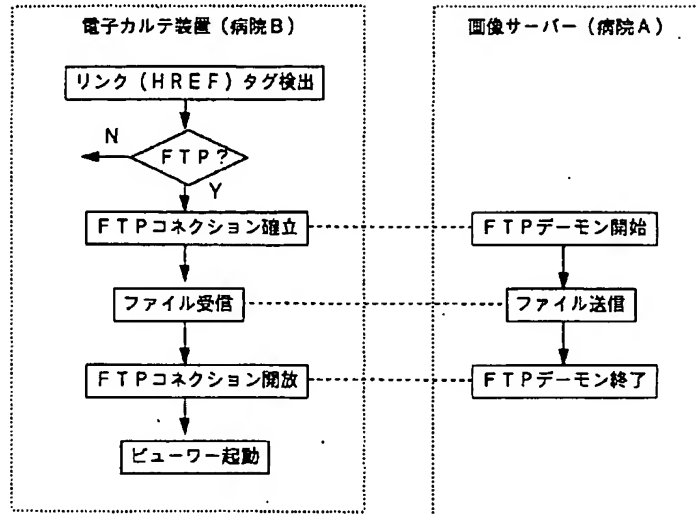 電子カルテ装置（病院B）
リンク（HREF）タグ検出
N
FTP？
Y
FTPコネクション確立
ファイル受信
FTPコネクション開放
ビューワー起動
画像サーバー（病院A）
FTPデーモン開始
ファイル送信
FTPデーモン終了